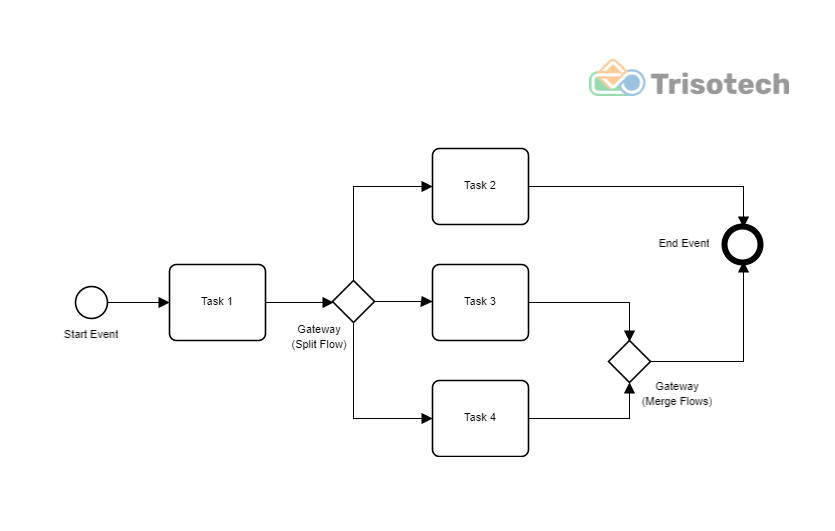 Trisotech
Task 2
End Event
Task 1
Task 3
Gateway
(Split Flow)
Start Event
Gateway
(Merge Flows)
Task 4